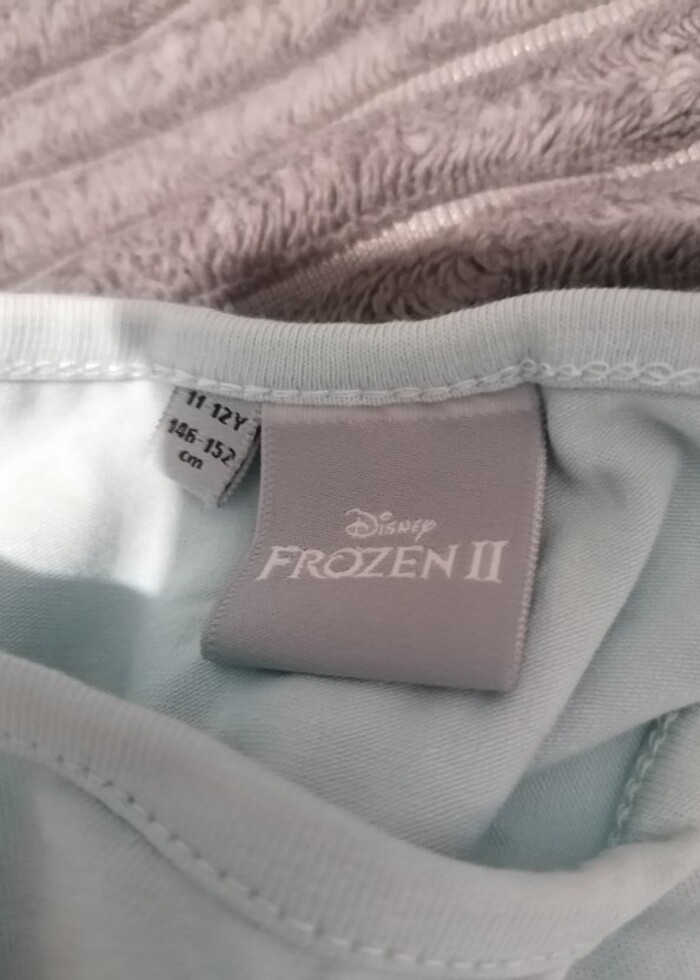 11-12Y
146-152
cm
Disney
FROZEN II